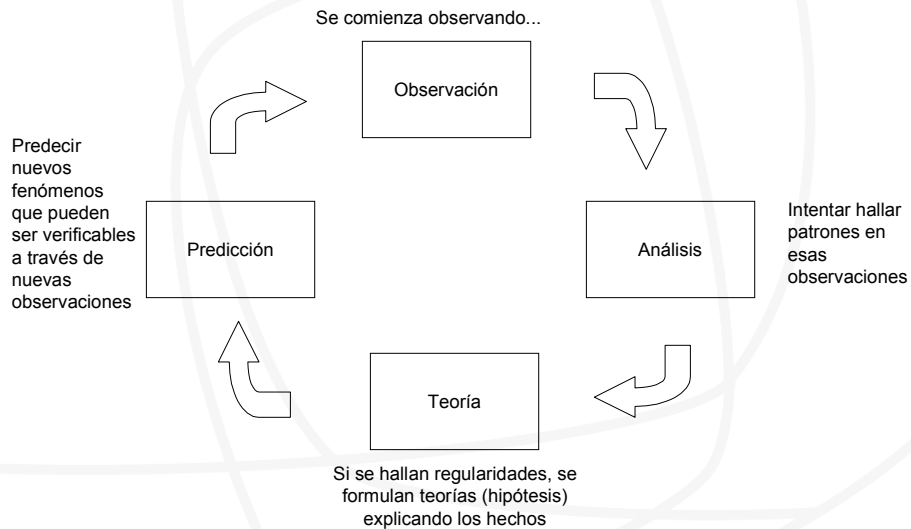 Se comienza observando...
Observación
Análisis
Intentar hallar
patrones en
esas
observaciones
Teoría
Si se hallan regularidades, se
formulan teorías (hipótesis)
explicando los hechos
Predicción
Predecir
nuevos
fenómenos
que pueden
ser verificables
a través de
nuevas
observaciones